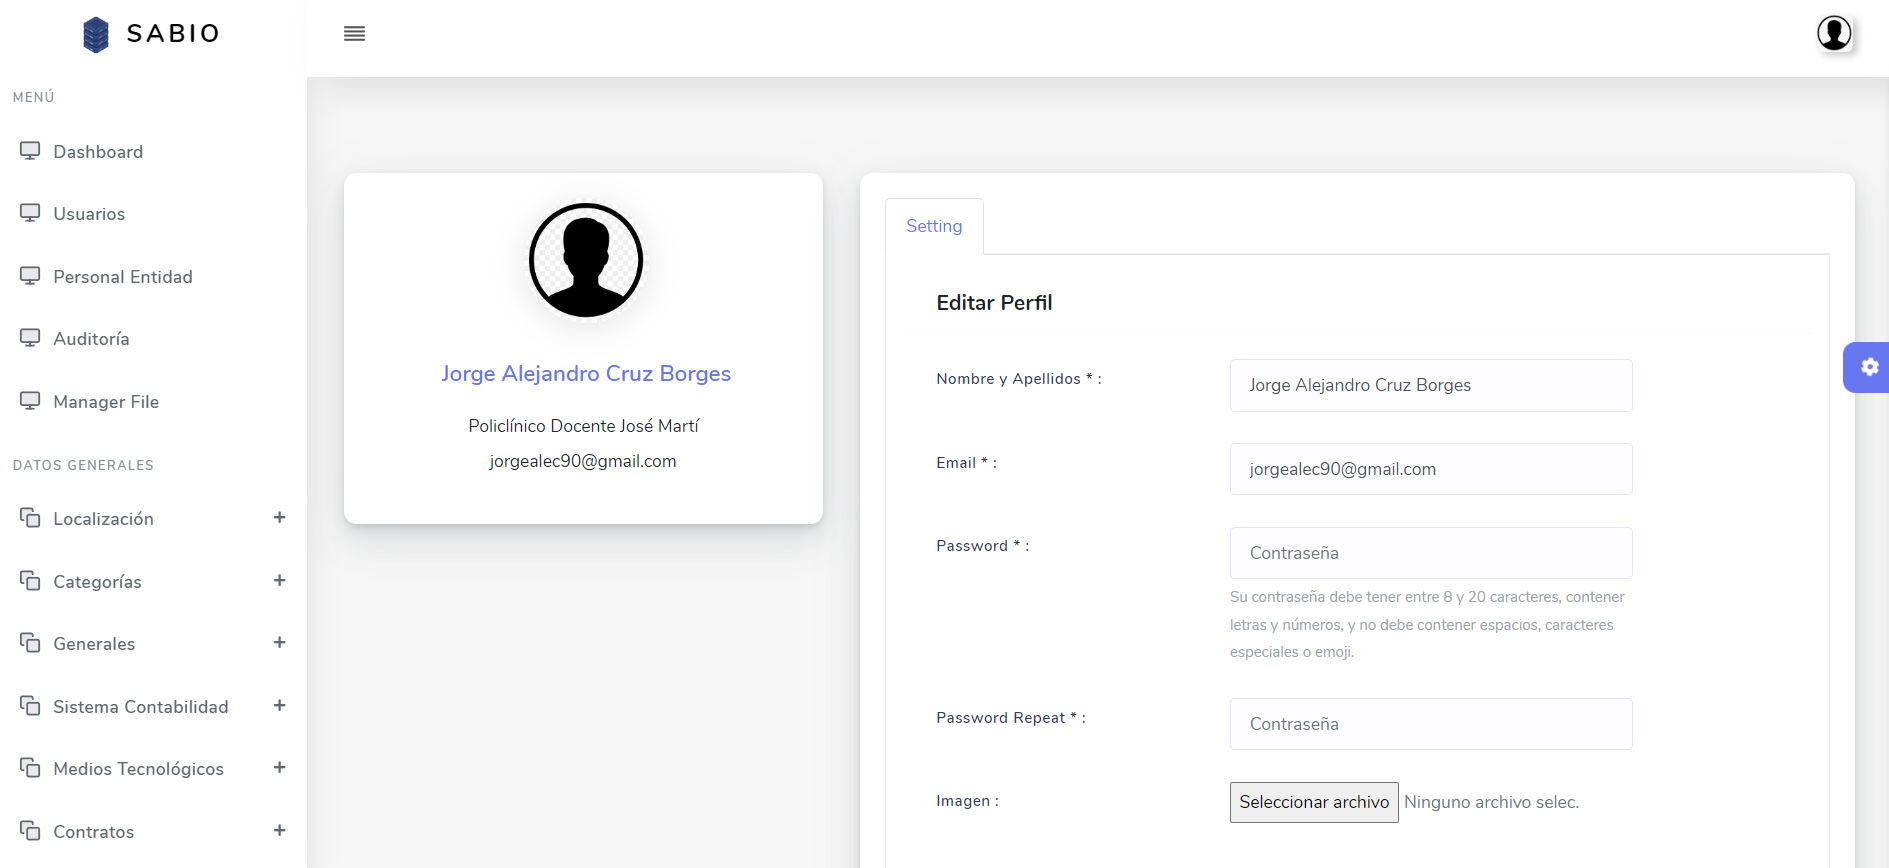 SABIO
MENÚ
Dashboard
Usuarios
Personal Entidad
Auditoría
Manager File
DATOS GENERALES
Localización +
Categorías +
Generales +
Sistema Contabilidad +
Medios Tecnológicos +
Contratos +
Jorge Alejandro Cruz Borges
Policlínico Docente José Martí
jorgealec90@gmail.com
Setting
Editar Perfil
Nombre y Apellidos * :
Jorge Alejandro Cruz Borges
Email * :
jorgealec90@gmail.com
Password * :
Contraseña
Su contraseña debe tener entre 8 y 20 caracteres, contener
letras y números, y no debe contener espacios, caracteres
especiales o emoji.
Password Repeat * :
Contraseña
Imagen :
Seleccionar archivo Ninguno archivo selec.